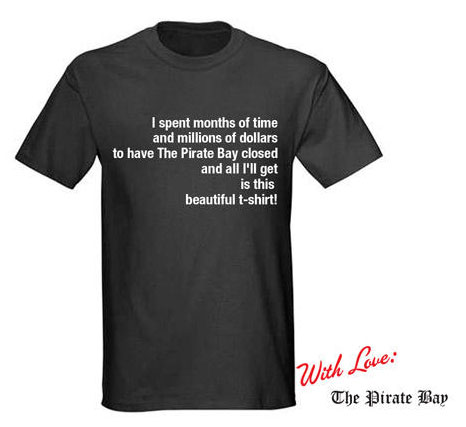 I spent months of time
and millions of dollars
to have The Pirate Bay closed
and all I'll get
is this
beautiful t-shirt!
With Love:
The Pirate Bay